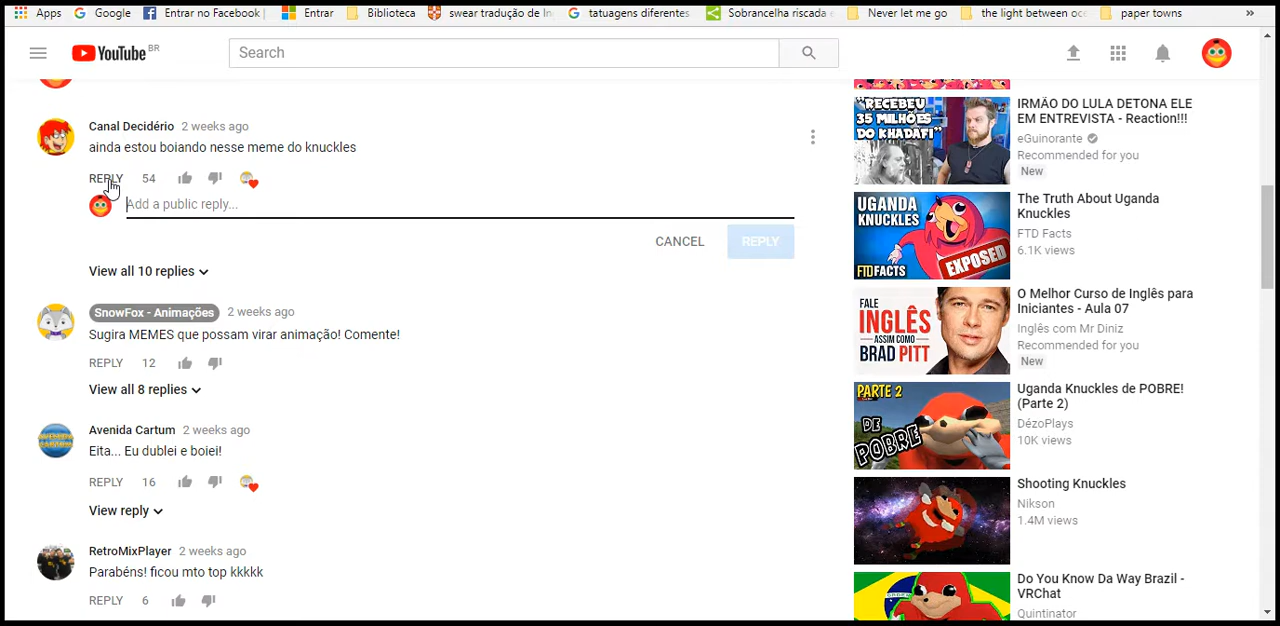 Apps Google Entrar no Facebook Entrar Biblioteca swear tradução de In tatuagens diferentes Sobrancelha riscada Never let me go the light between oce paper towns »
YouTube BR Search
Canal Decidério 2 weeks ago
ainda estou boiando nesse meme do knuckles
REPLY 54
Add a public reply...
CANCEL REPLY
View all 10 replies
SnowFox - Animações 2 weeks ago
Sugira MEMES que possam virar animação! Comente!
REPLY 12
View all 8 replies
Avenida Cartum 2 weeks ago
Eita... Eu dublei e boiei!
REPLY 16
View reply
RetroMixPlayer 2 weeks ago
Parabéns! ficou mto top kkkkk
REPLY 6
"RECEBEU
35 MILHÕES
DO KHADAFI"
IRMÃO DO LULA DETONA ELE
EM ENTREVISTA - Reaction!!!
eGuinorante
Recommended for you
New
UGANDA
KNUCKLES
EXPOSED
FTDFACTS
The Truth About Uganda
Knuckles
FTD Facts
6.1K views
FALE
INGLÊS
ASSIM COMO
BRAD PITT
O Melhor Curso de Inglês para
Iniciantes - Aula 07
Inglês com Mr Diniz
Recommended for you
New
PARTE 2
DE
POBRE
Uganda Knuckles de POBRE!
(Parte 2)
DézoPlays
10K views
Shooting Knuckles
Nikson
1.4M views
Do You Know Da Way Brazil -
VRChat
Quintinator